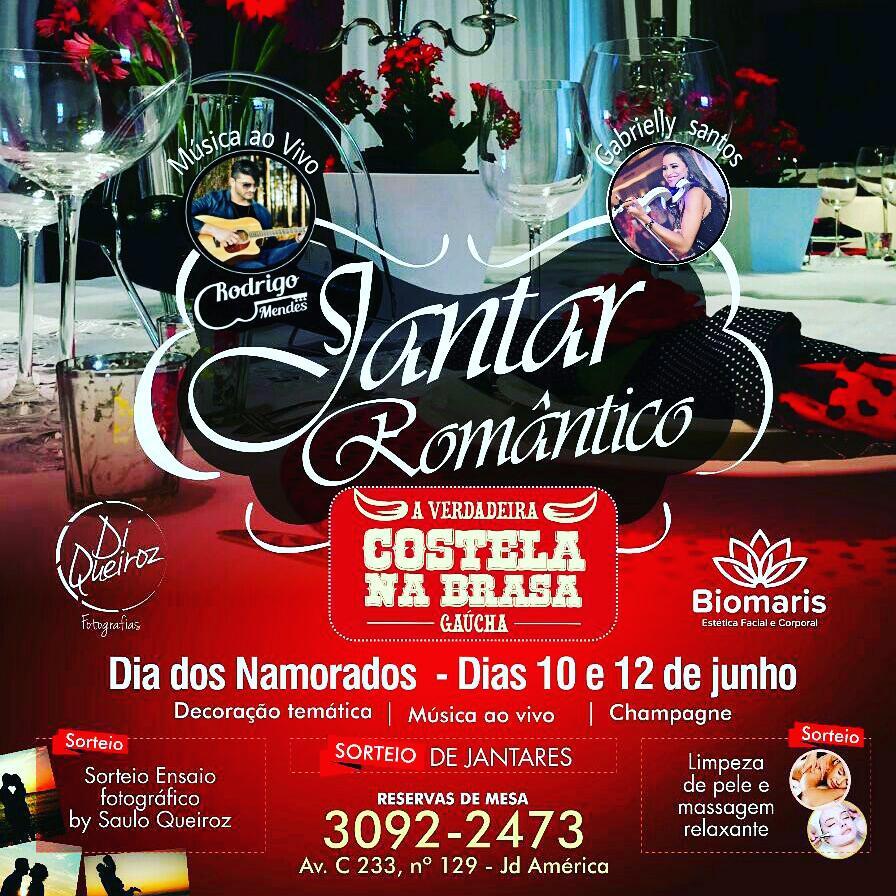 Música ao Vivo
Gabrielly santos
Rodrigo
Mendes
Jantar
Romântico
A VERDADEIRA
COSTELA
NA BRASA
GAÚCHA
Di
Queiroz
Fotografias
Biomaris
Estética Facial e Corporal
Dia dos Namorados - Dias 10 e 12 de junho
Decoração temática | Música ao vivo | Champagne
Sorteio
Sorteio Ensaio
fotográfico
by Saulo Queiroz
SORTEIO DE JANTARES
Sorteio
Limpeza
de pele e
massagem
relaxante
RESERVAS DE MESA
3092-2473
Av. C 233, nº 129 - Jd América